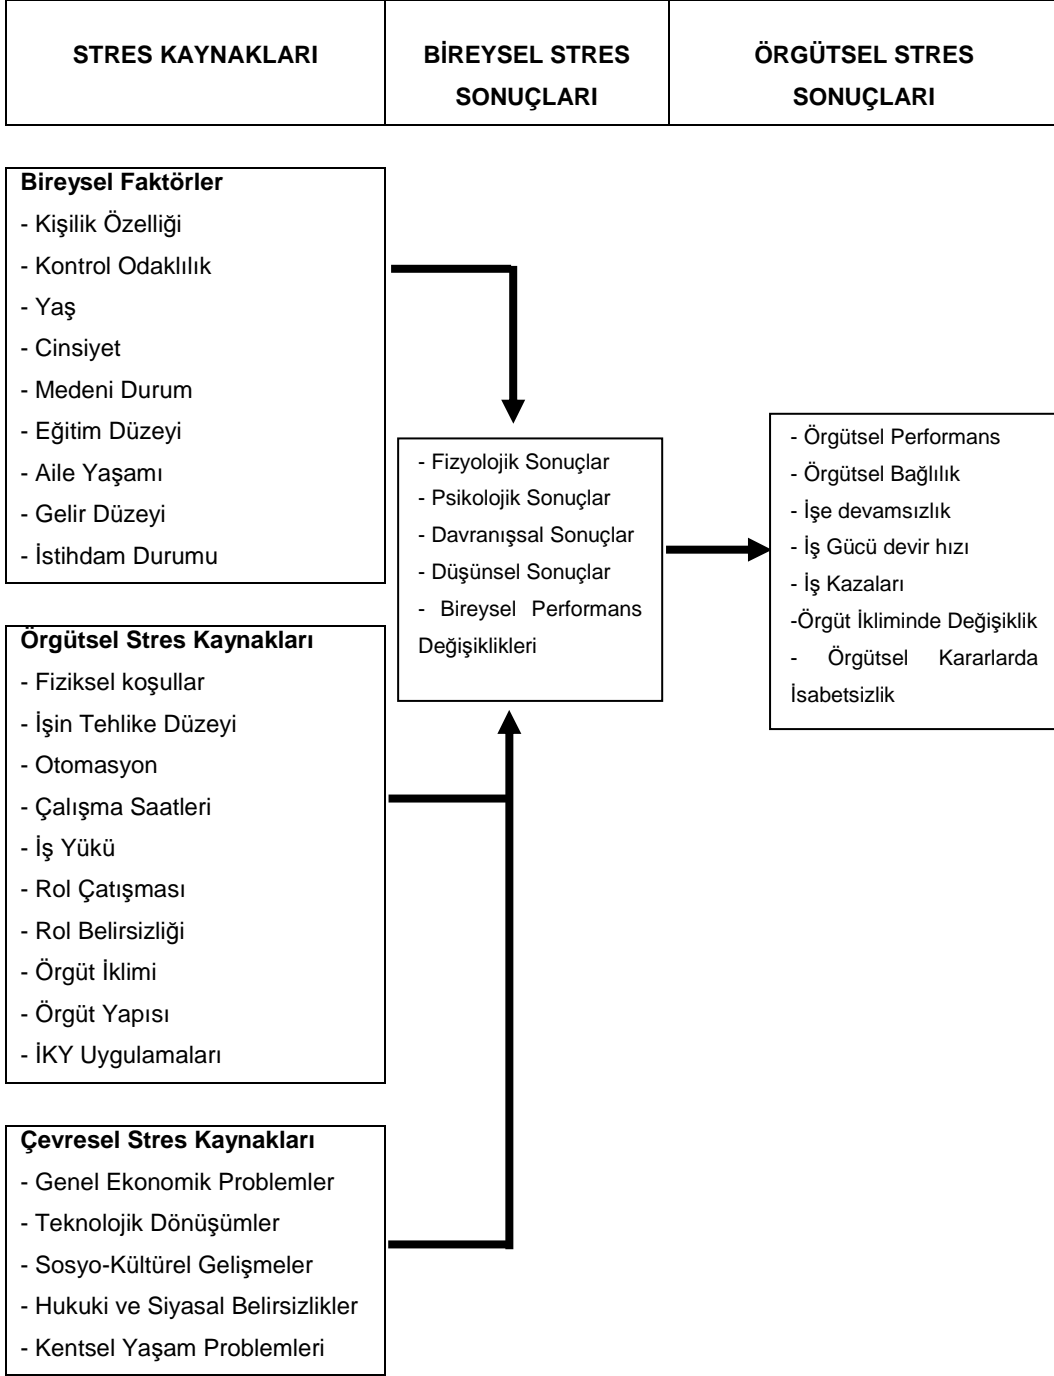 STRES KAYNAKLARI
BİREYSEL STRES
SONUÇLARI
ÖRGÜTSEL STRES
SONUÇLARI
Bireysel Faktörler
- Kişilik Özelliği
- Kontrol Odaklılık
- Yaş
- Cinsiyet
- Medeni Durum
- Eğitim Düzeyi
- Aile Yaşamı
- Gelir Düzeyi
- İstihdam Durumu
Örgütsel Stres Kaynakları
- Fiziksel koşullar
- İşin Tehlike Düzeyi
- Otomasyon
- Çalışma Saatleri
- İş Yükü
- Rol Çatışması
- Rol Belirsizliği
- Örgüt İklimi
- Örgüt Yapısı
- İKY Uygulamaları
Çevresel Stres Kaynakları
- Genel Ekonomik Problemler
- Teknolojik Dönüşümler
- Sosyo-Kültürel Gelişmeler
- Hukuki ve Siyasal Belirsizlikler
- Kentsel Yaşam Problemleri
- Fizyolojik Sonuçlar
- Psikolojik Sonuçlar
- Davranışsal Sonuçlar
- Düşünsel Sonuçlar
- Bireysel Performans
Değişiklikleri
- Örgütsel Performans
- Örgütsel Bağlılık
- İşe devamsızlık
- İş Gücü devir hızı
- İş Kazaları
-Örgüt İkliminde Değişiklik
- Örgütsel Kararlarda
İsabetsizlik